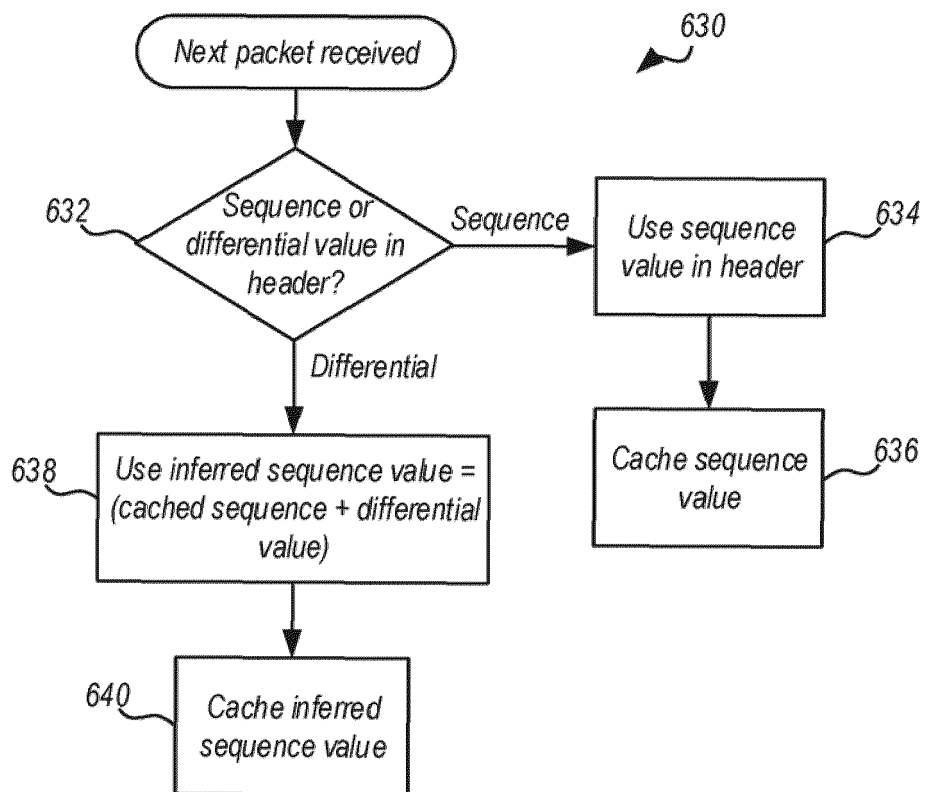 Next packet received
630
632
Sequence or
differential value in
header?
Sequence
Use sequence
value in header
634
Differential
638
Use inferred sequence value =
(cached sequence + differential
value)
Cache sequence
value
636
640
Cache inferred
sequence value